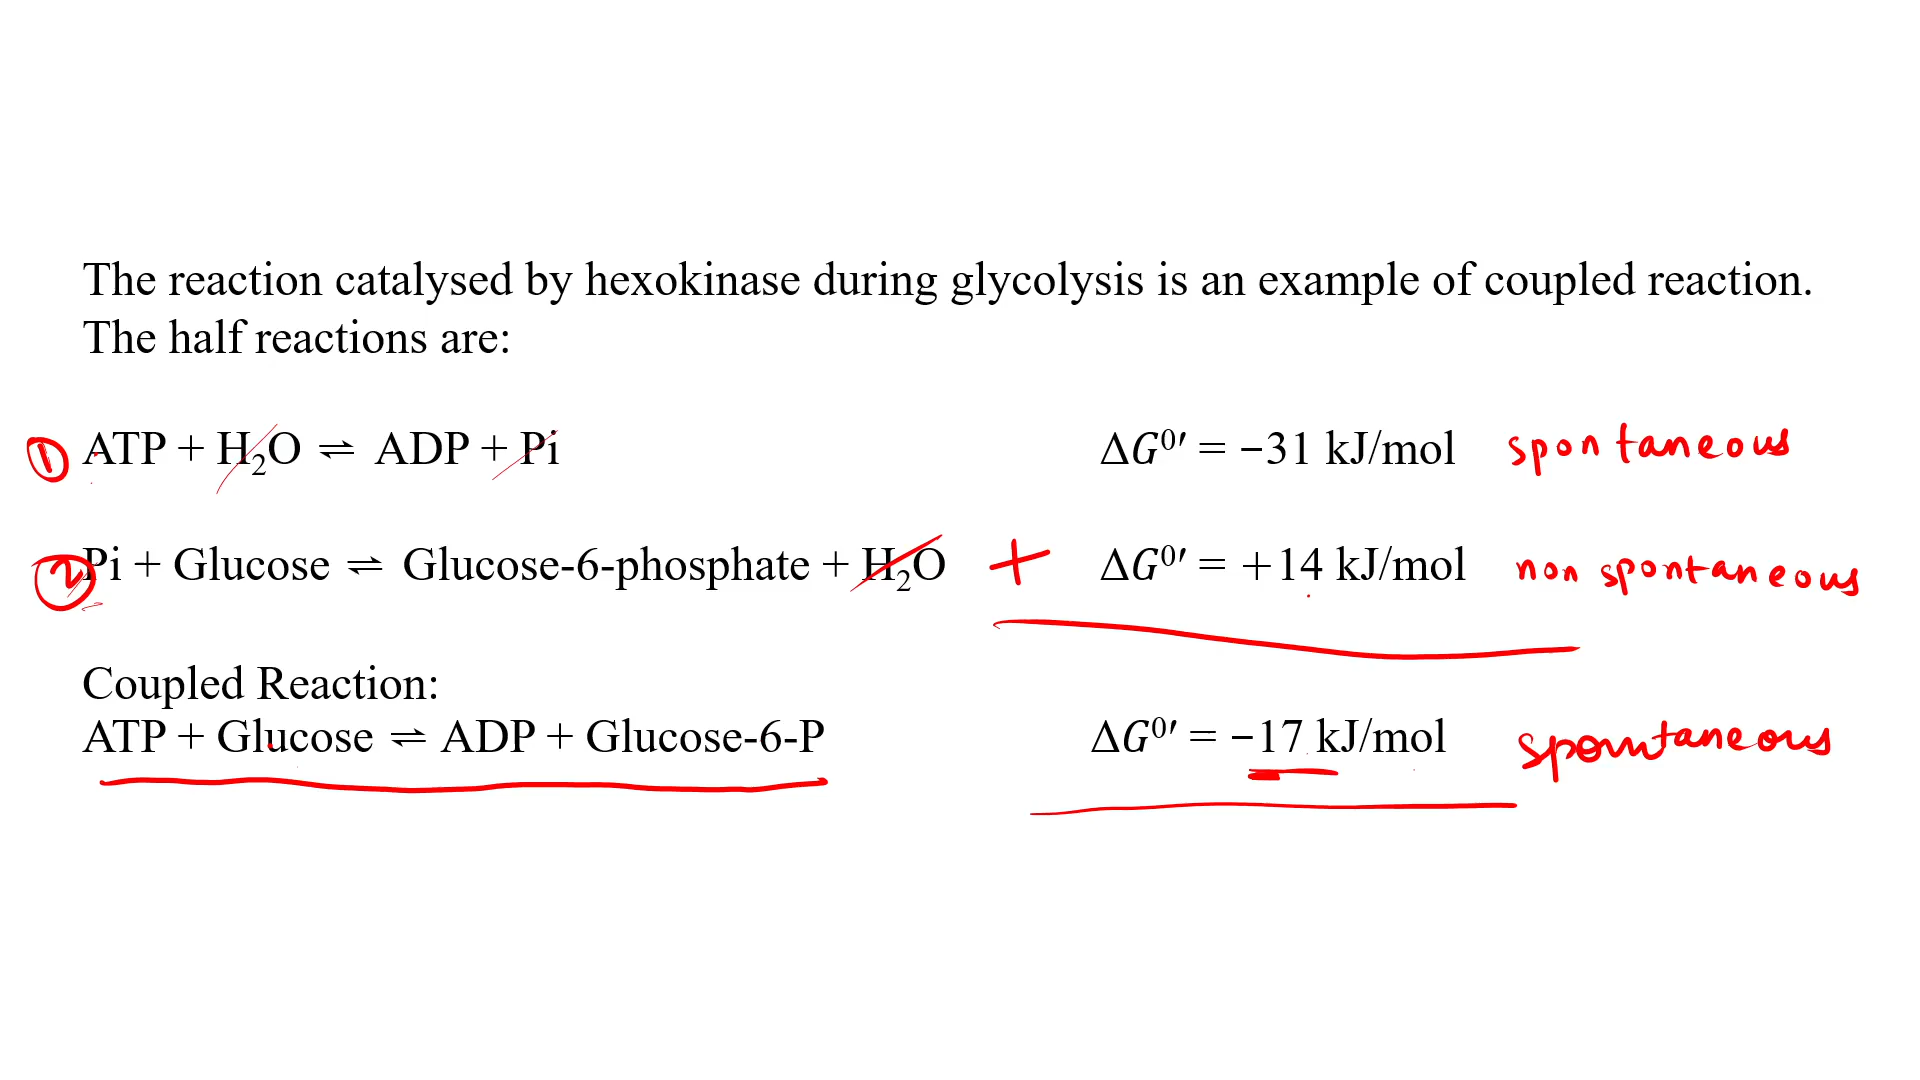 The reaction catalysed by hexokinase during glycolysis is an example of coupled reaction.
The half reactions are:
① ATP + H₂O ⇌ ADP + Pi ΔG⁰′ = −31 kJ/mol spontaneous
② Pi + Glucose ⇌ Glucose-6-phosphate + H₂O + ΔG⁰′ = +14 kJ/mol non spontaneous
Coupled Reaction:
ATP + Glucose ⇌ ADP + Glucose-6-P ΔG⁰′ = −17 kJ/mol spontaneous